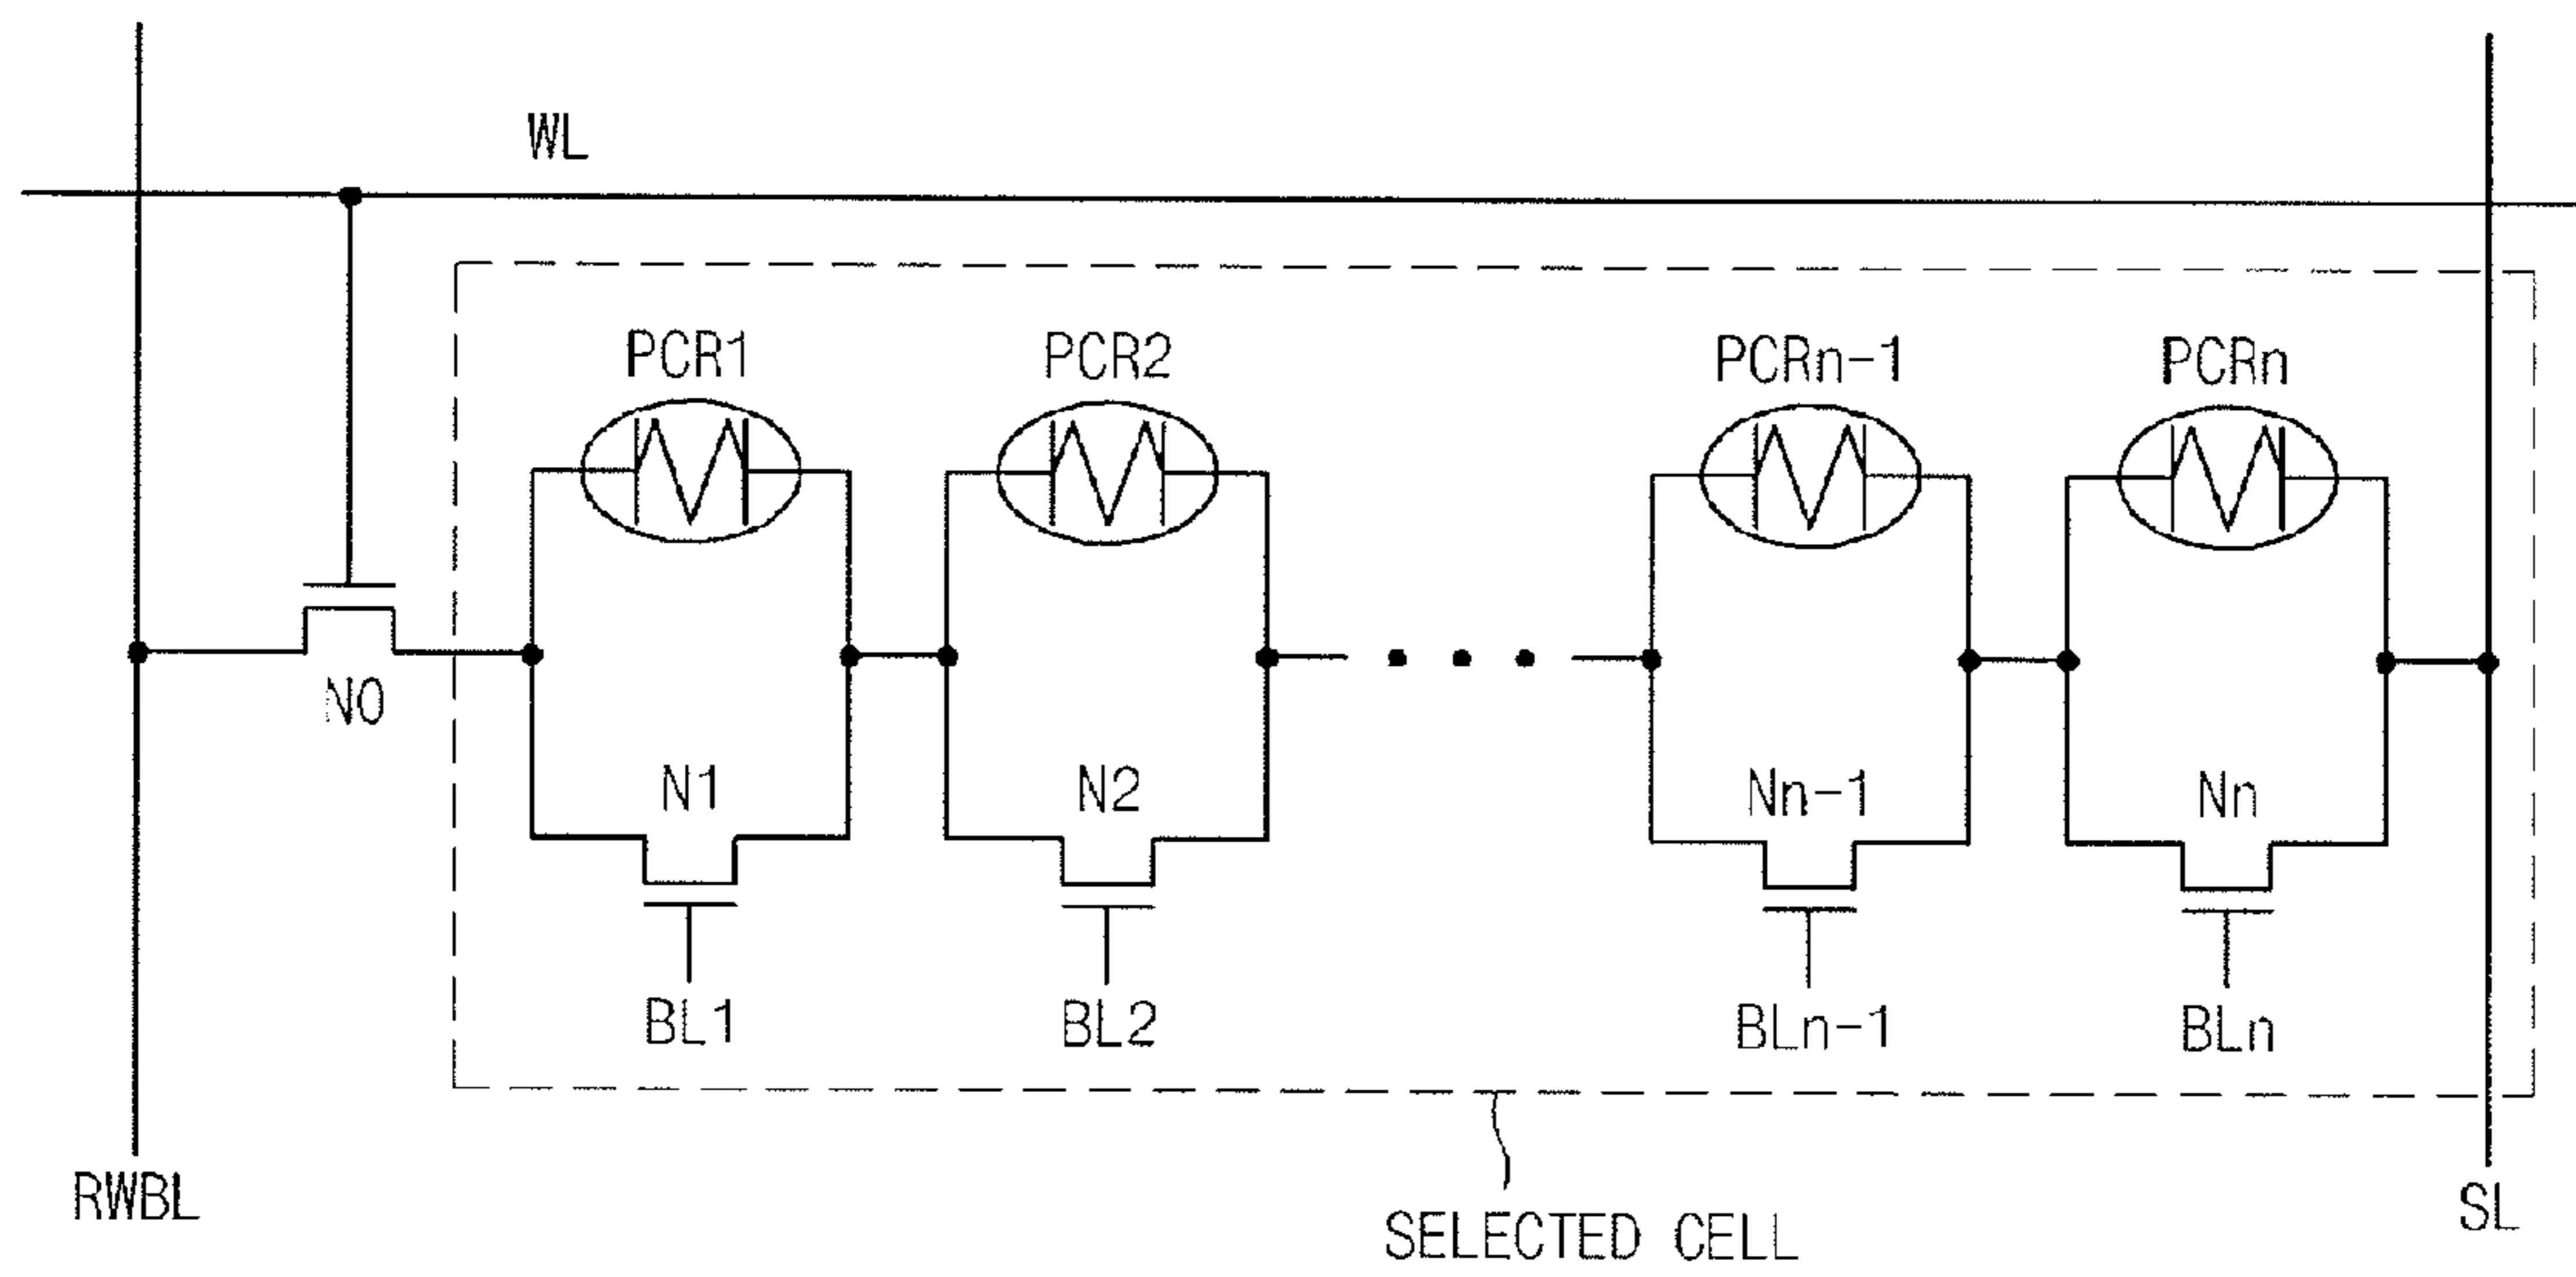 WL
PCR1 PCR2 PCRn-1 PCRn
N0
N1 N2 Nn-1 Nn
BL1 BL2 BLn-1 BLn
RWBL SL
SELECTED CELL